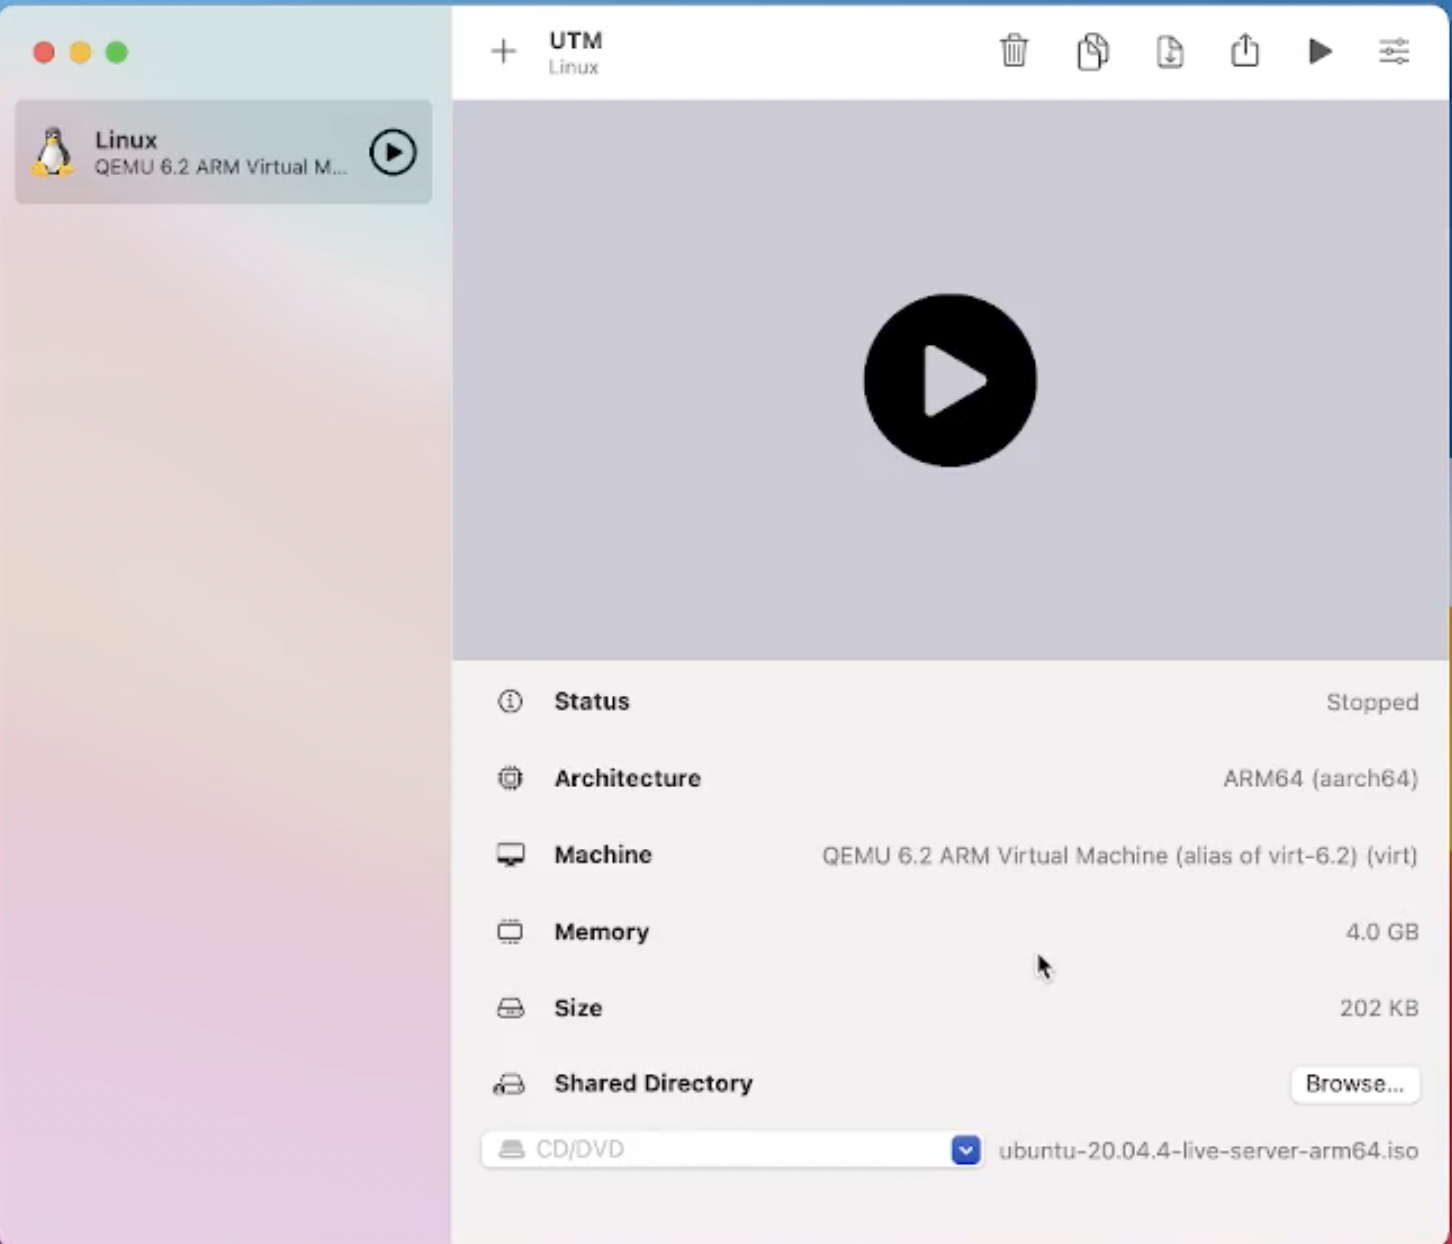 UTM
Linux
Linux
QEMU 6.2 ARM Virtual M...
Status Stopped
Architecture ARM64 (aarch64)
Machine QEMU 6.2 ARM Virtual Machine (alias of virt-6.2) (virt)
Memory 4.0 GB
Size 202 KB
Shared Directory Browse...
CD/DVD ubuntu-20.04.4-live-server-arm64.iso